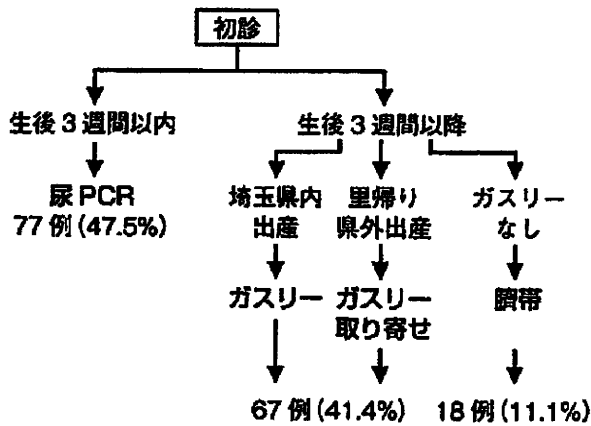 初診
生後3週間以内
生後3週間以降
尿PCR
77例(47.5%)
埼玉県内
出産
里帰り
県外出産
ガスリー
なし
ガスリー
ガスリー
取り寄せ
臍帯
67例(41.4%)
18例(11.1%)